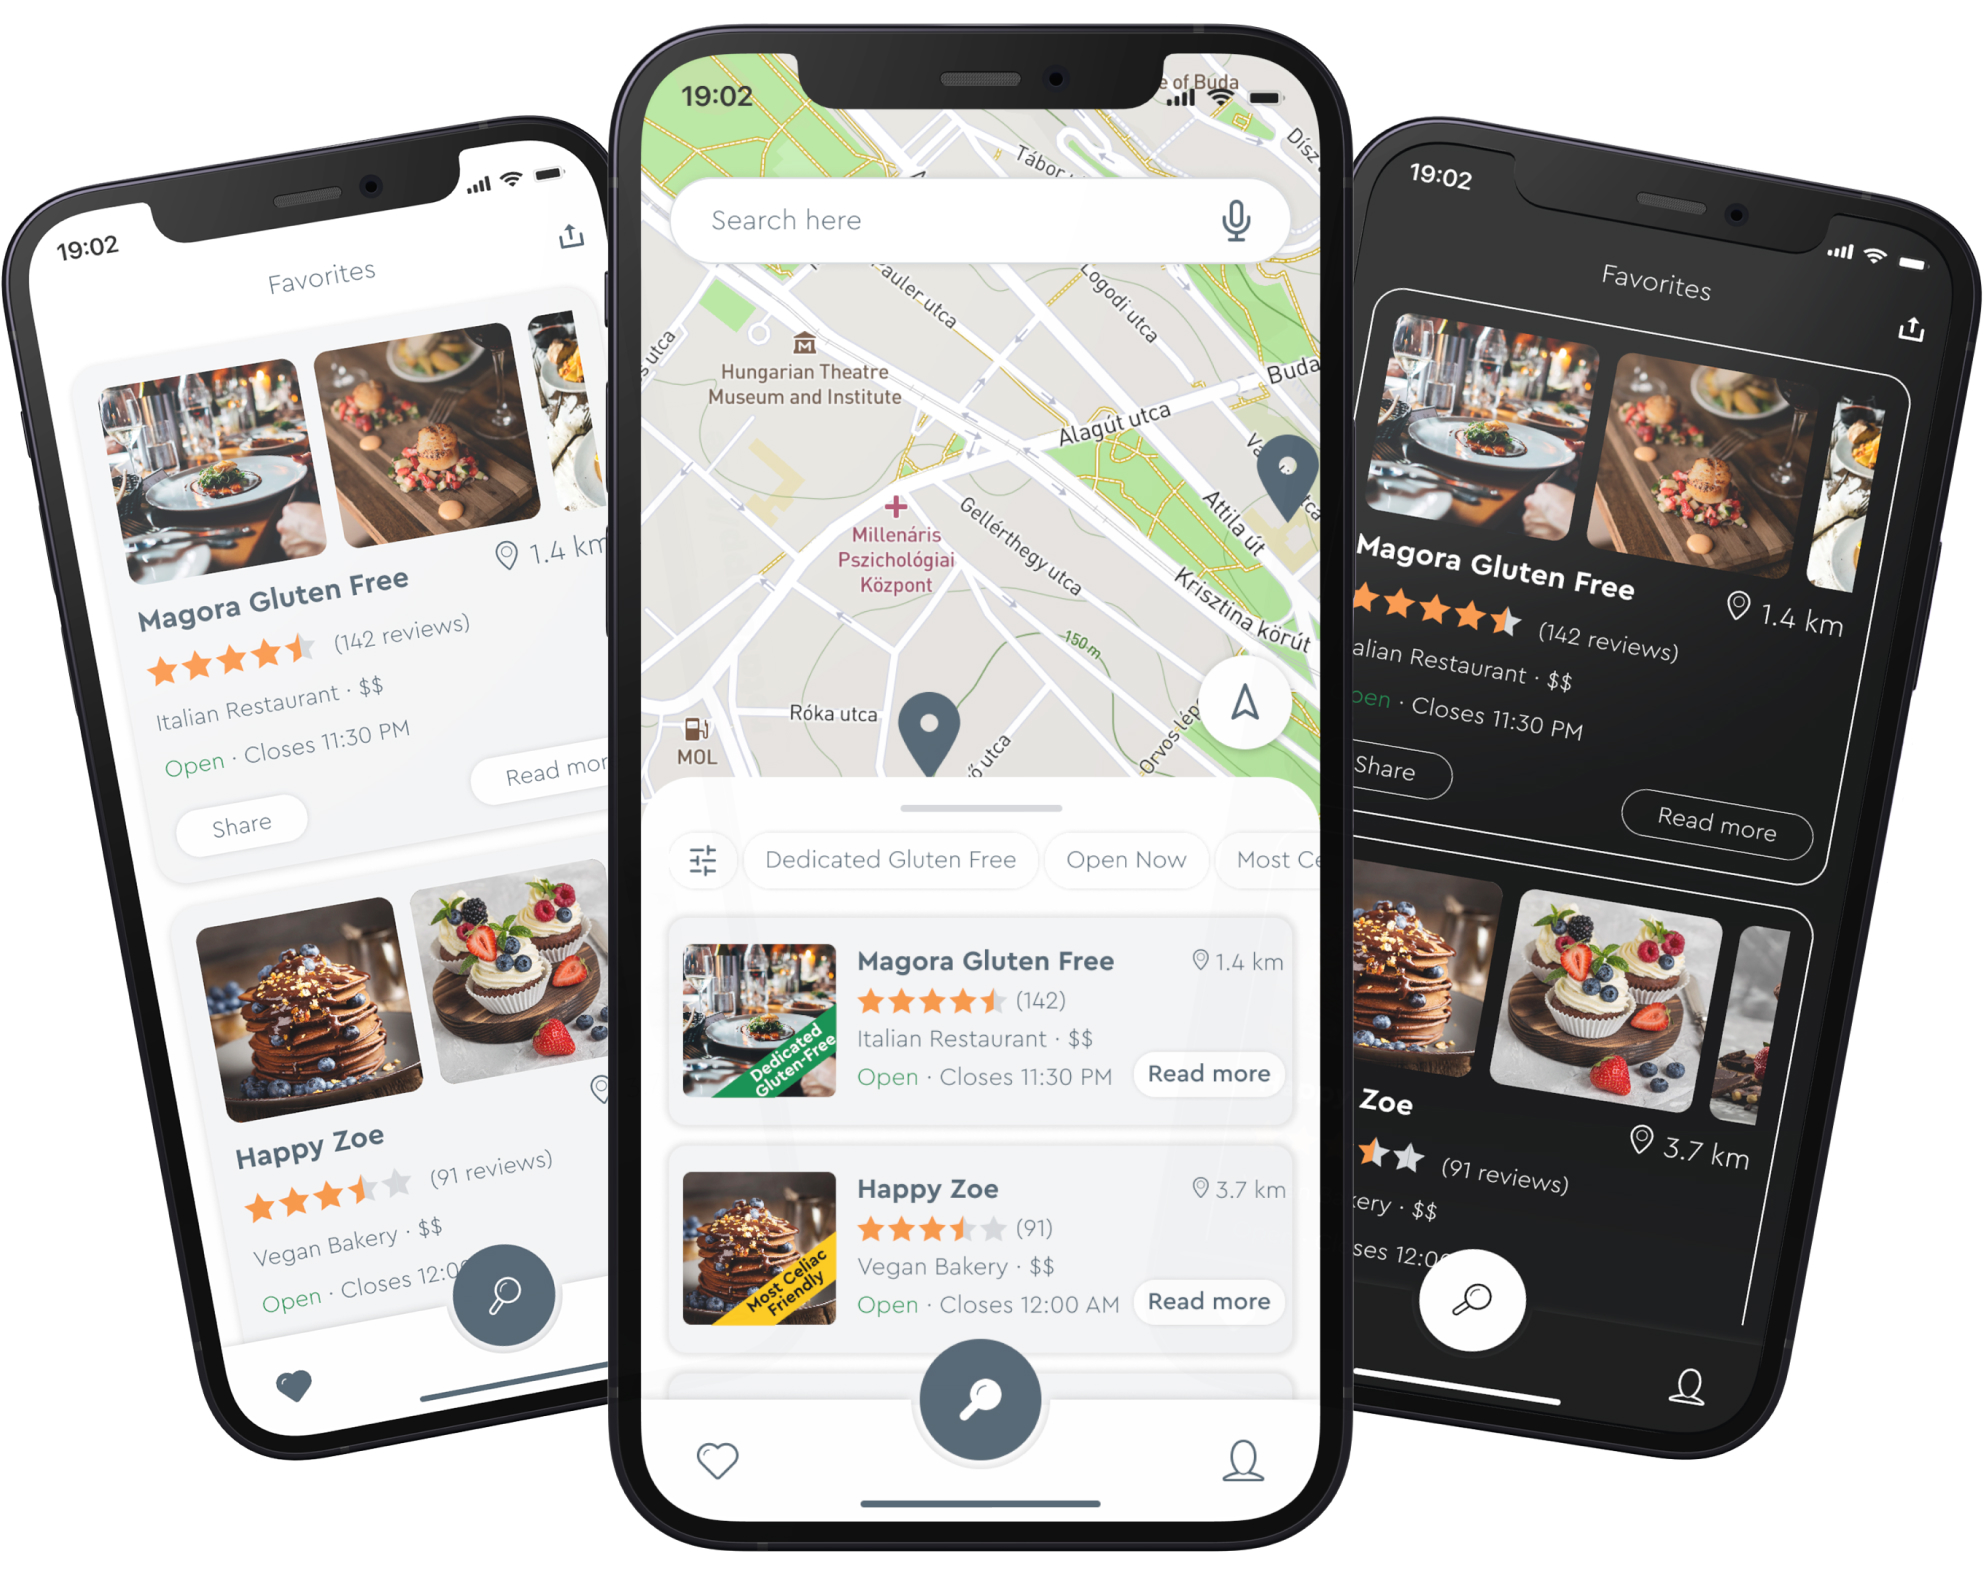 19:02
Favorites
Magora Gluten Free
1.4 km
(142 reviews)
Italian Restaurant · $$
Open · Closes 11:30 PM
Share
Read mor
Happy Zoe
(91 reviews)
Vegan Bakery · $$
Open · Closes 12:0
19:02
e of Buda
Dísz
Tábor
Search here
auler utca
Logodi utca
s utca
Hungarian Theatre
Museum and Institute
Buda
Alagút utca
Va
tca
Attila út
Millenáris
Pszichológiai
Központ
Gellérthegy utca
Krisztina körút
150 m
Róka utca
MOL
ő utca
Orvos lép
Dedicated Gluten Free
Open Now
Most Ce
Magora Gluten Free
1.4 km
(142)
Italian Restaurant · $$
Open · Closes 11:30 PM
Read more
Dedicated
Gluten-Free
Happy Zoe
3.7 km
(91)
Vegan Bakery · $$
Open · Closes 12:00 AM
Read more
Most Celiac
Friendly
19:02
Favorites
Magora Gluten Free
1.4 km
(142 reviews)
alian Restaurant · $$
pen · Closes 11:30 PM
Share
Read more
Zoe
3.7 km
(91 reviews)
kery · $$
ses 12:0